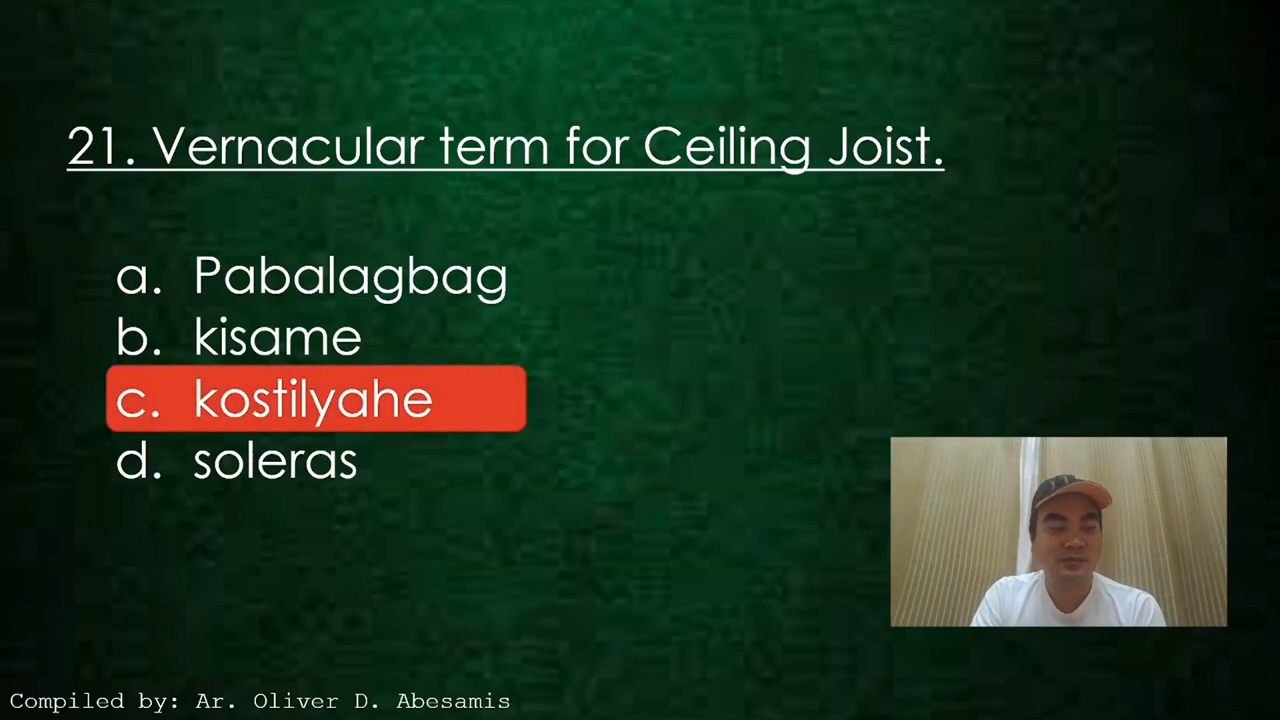 21. Vernacular term for Ceiling Joist.
a. Pabalagbag
b. kisame
c. kostilyahe
d. soleras
Compiled by: Ar. Oliver D. Abesamis